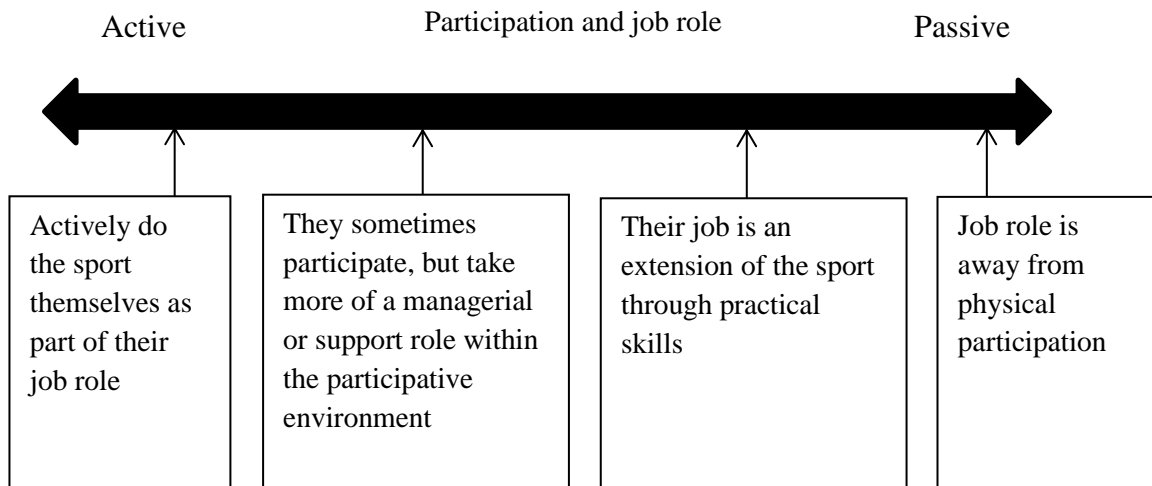 Active
Participation and job role
Passive
Actively do
the sport
themselves as
part of their
job role
They sometimes
participate, but take
more of a managerial
or support role within
the participative
environment
Their job is an
extension of the sport
through practical
skills
Job role is
away from
physical
participation